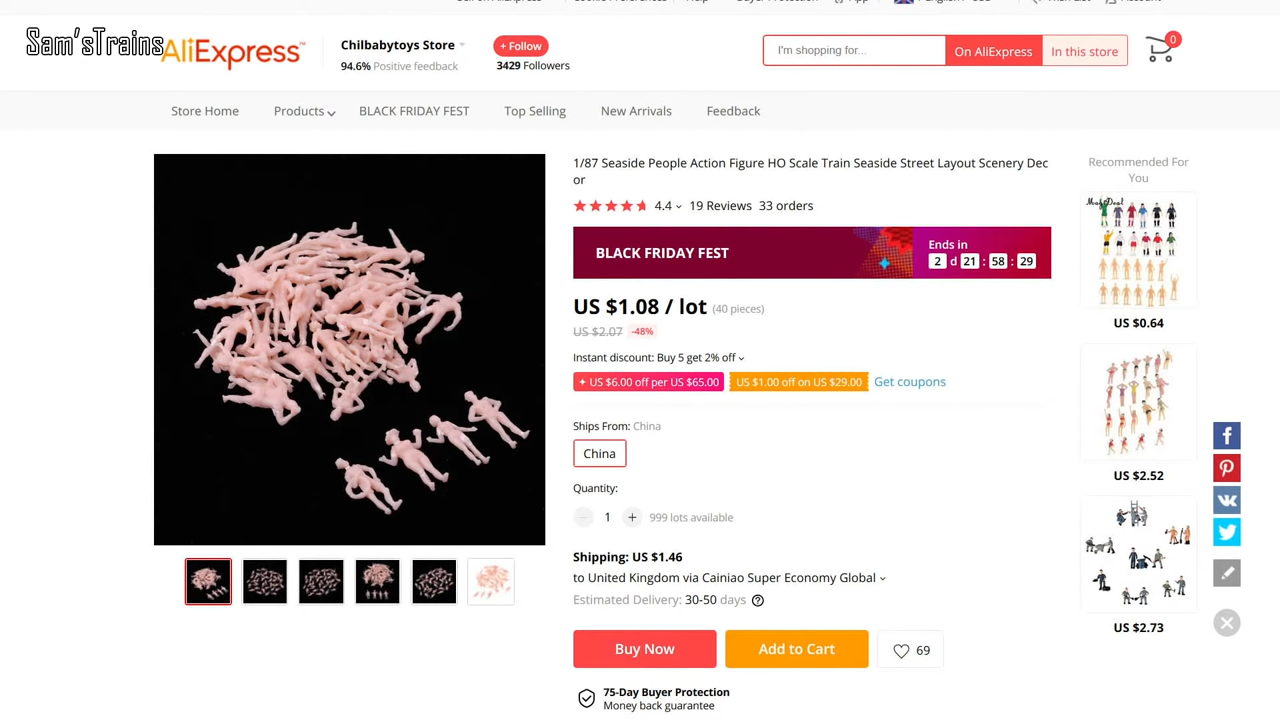 Sam'sTrains
AliExpress™
Chilbabytoys Store
94.6% Positive feedback
+ Follow
3429 Followers
I'm shopping for...
On AliExpress
In this store
0
Store Home
Products
BLACK FRIDAY FEST
Top Selling
New Arrivals
Feedback
1/87 Seaside People Action Figure HO Scale Train Seaside Street Layout Scenery Dec
or
4.4
19 Reviews
33 orders
BLACK FRIDAY FEST
Ends in
2 d 21 : 58 : 29
US $1.08 / lot (40 pieces)
US $2.07 -48%
Instant discount: Buy 5 get 2% off
US $6.00 off per US $65.00
US $1.00 off on US $29.00
Get coupons
Ships From: China
China
Quantity:
1 + 999 lots available
Shipping: US $1.46
to United Kingdom via Cainiao Super Economy Global
Estimated Delivery: 30-50 days
Buy Now
Add to Cart
69
75-Day Buyer Protection
Money back guarantee
Recommended For
You
US $0.64
US $2.52
US $2.73